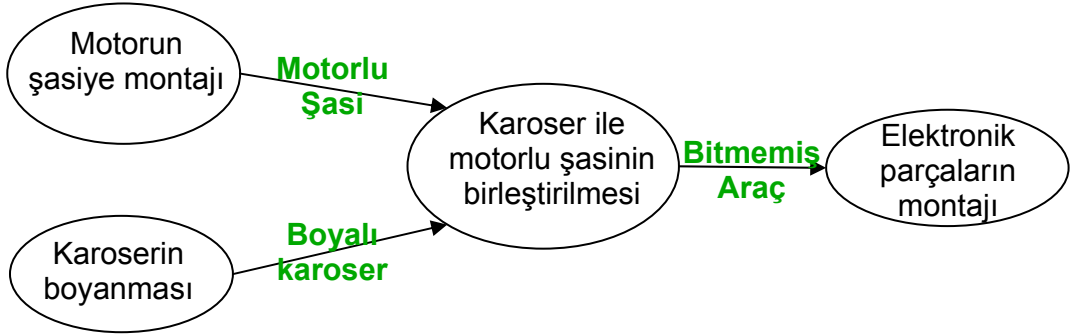 Motorun
şasiye montajı
Motorlu
Şasi
Karoser ile
motorlu şasinin
birleştirilmesi
Bitmemiş
Araç
Elektronik
parçaların
montajı
Boyalı
karoser
Karoserin
boyanması